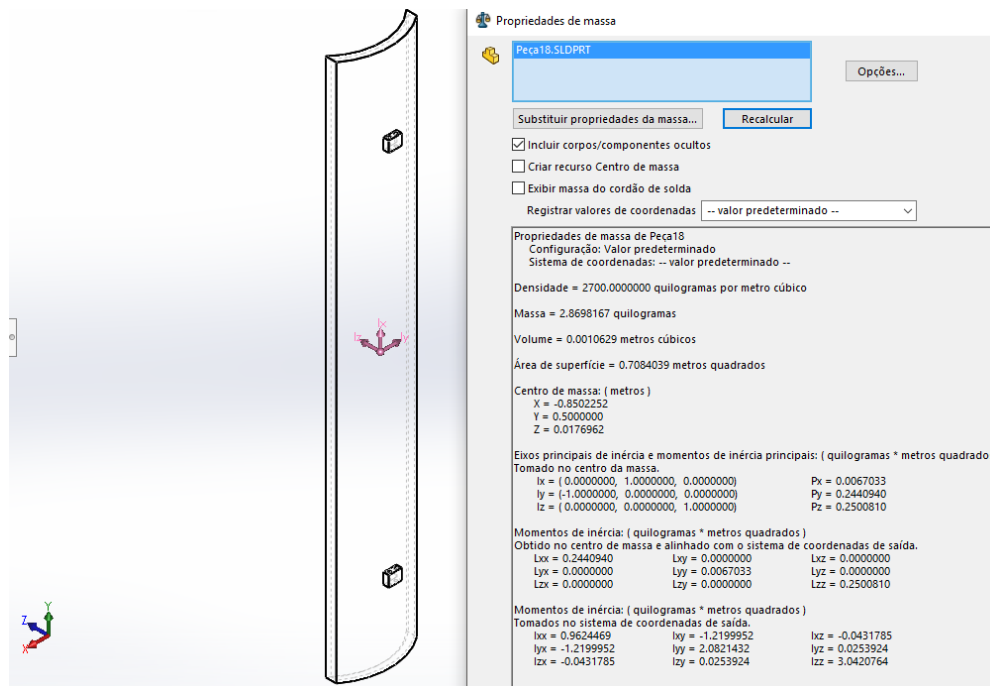 Propriedades de massa
Peça18.SLDPRT
Opções...
Substituir propriedades da massa... Recalcular
Incluir corpos/componentes ocultos
Criar recurso Centro de massa
Exibir massa do cordão de solda
Registrar valores de coordenadas -- valor predeterminado --
Propriedades de massa de Peça18
Configuração: Valor predeterminado
Sistema de coordenadas: -- valor predeterminado --
Densidade = 2700.0000000 quilogramas por metro cúbico
Massa = 2.8698167 quilogramas
Volume = 0.0010629 metros cúbicos
Área de superfície = 0.7084039 metros quadrados
Centro de massa: ( metros )
X = -0.8502252
Y = 0.5000000
Z = 0.0176962
Eixos principais de inércia e momentos de inércia principais: ( quilogramas * metros quadrado
Tomado no centro da massa.
Ix = ( 0.0000000, 1.0000000, 0.0000000) Px = 0.0067033
Iy = (-1.0000000, 0.0000000, 0.0000000) Py = 0.2440940
Iz = ( 0.0000000, 0.0000000, 1.0000000) Pz = 0.2500810
Momentos de inércia: ( quilogramas * metros quadrados )
Obtido no centro de massa e alinhado com o sistema de coordenadas de saída.
Lxx = 0.2440940 Lxy = 0.0000000 Lxz = 0.0000000
Lyx = 0.0000000 Lyy = 0.0067033 Lyz = 0.0000000
Lzx = 0.0000000 Lzy = 0.0000000 Lzz = 0.2500810
Momentos de inércia: ( quilogramas * metros quadrados )
Tomados no sistema de coordenadas de saída.
Ixx = 0.9624469 Ixy = -1.2199952 Ixz = -0.0431785
Iyx = -1.2199952 Iyy = 2.0821432 Iyz = 0.0253924
Izx = -0.0431785 Izy = 0.0253924 Izz = 3.0420764
Ix
Iz Iy
Y
Z
X